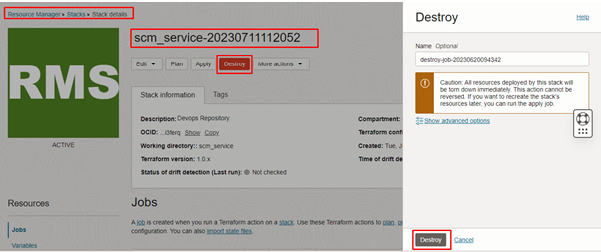 Resource Manager ▸ Stacks ▸ Stack details
RMS
ACTIVE
scm_service-20230711112052
Edit
Plan
Apply
Destroy
More actions
Stack information
Tags
Description: Devops Repository
OCID: ...i3ferq Show Copy
Working directory: : scm_service
Terraform version: 1.0.x
Status of drift detection (Last run): Not checked
Compartment:
Terraform confi
Created: Tue, J
Time of drift de
Resources
Jobs
Variables
Jobs
A job is created when you run a Terraform action on a stack. Use these Terraform actions to plan, p
configuration. You can also import state files.
Destroy
Help
Name Optional
destroy-job-20230620094342
Caution: All resources deployed by this stack will
be torn down immediately. This action cannot be
reversed. If you want to recreate the stack's
resources later, you can run the apply job.
Show advanced options
Destroy
Cancel